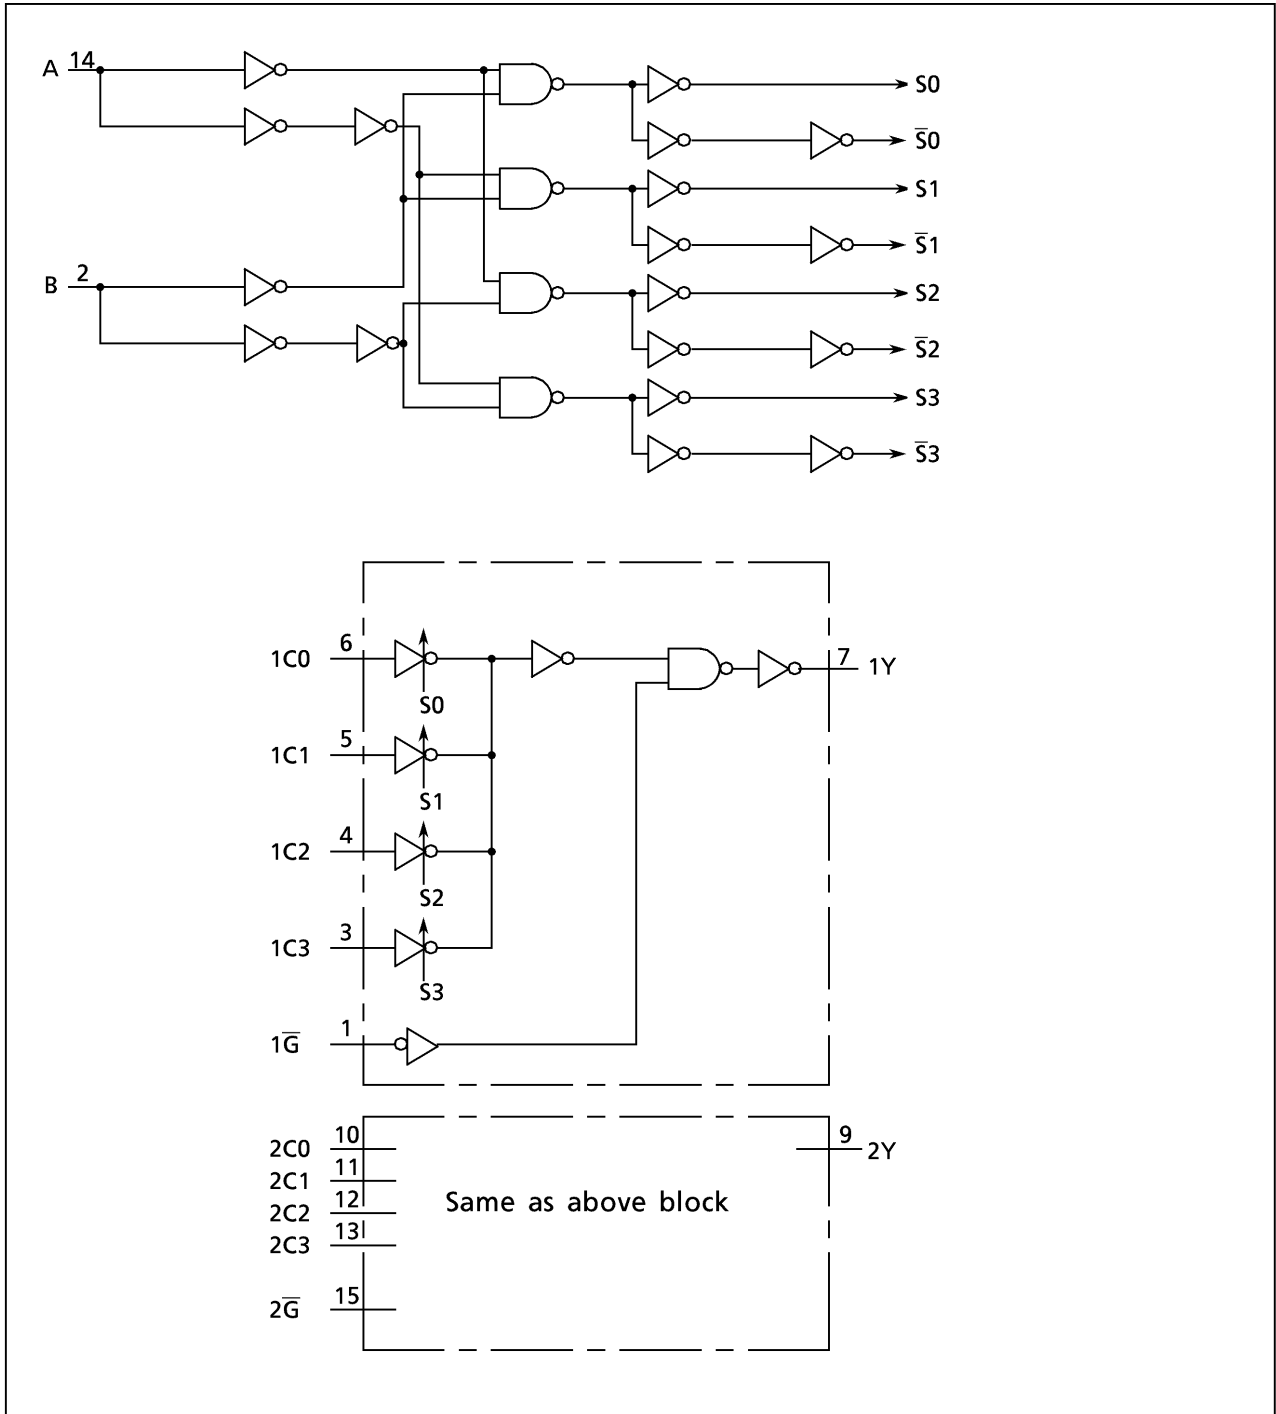 A 14 S0
S̅0
S1
S̅1
B 2 S2
S̅2
S3
S̅3
1C0 6 7 1Y
S0
1C1 5
S1
1C2 4
S2
1C3 3
S3
1G̅ 1
2C0 10 9 2Y
2C1 11
2C2 12
2C3 13
Same as above block
2G̅ 15